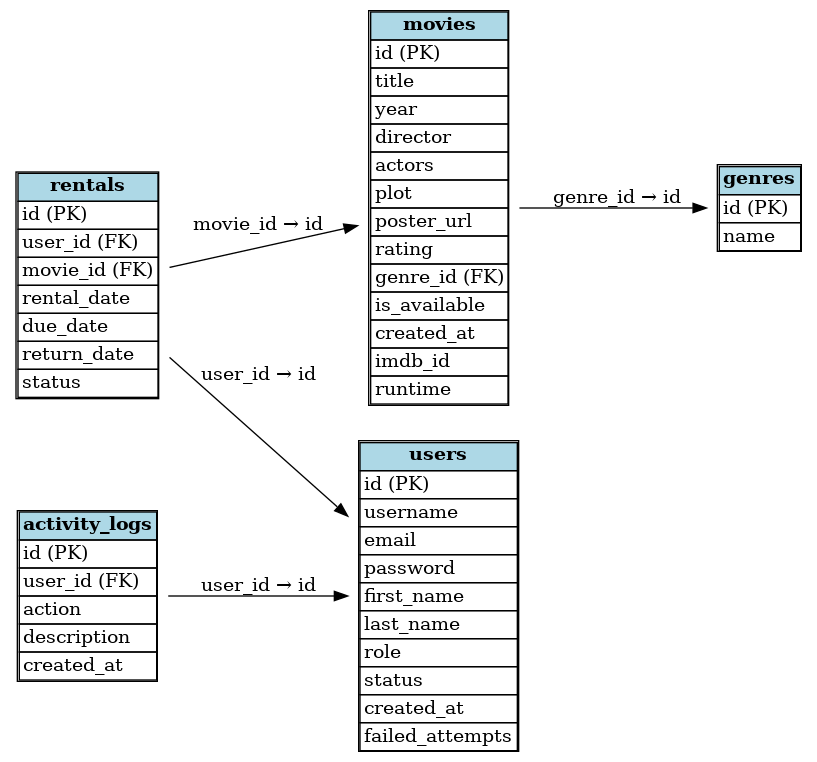 movies
id (PK)
title
year
director
actors
plot
poster_url
rating
genre_id (FK)
is_available
created_at
imdb_id
runtime
genres
id (PK)
name
genre_id → id
rentals
id (PK)
user_id (FK)
movie_id (FK)
rental_date
due_date
return_date
status
movie_id → id
user_id → id
users
id (PK)
username
email
password
first_name
last_name
role
status
created_at
failed_attempts
activity_logs
id (PK)
user_id (FK)
action
description
created_at
user_id → id